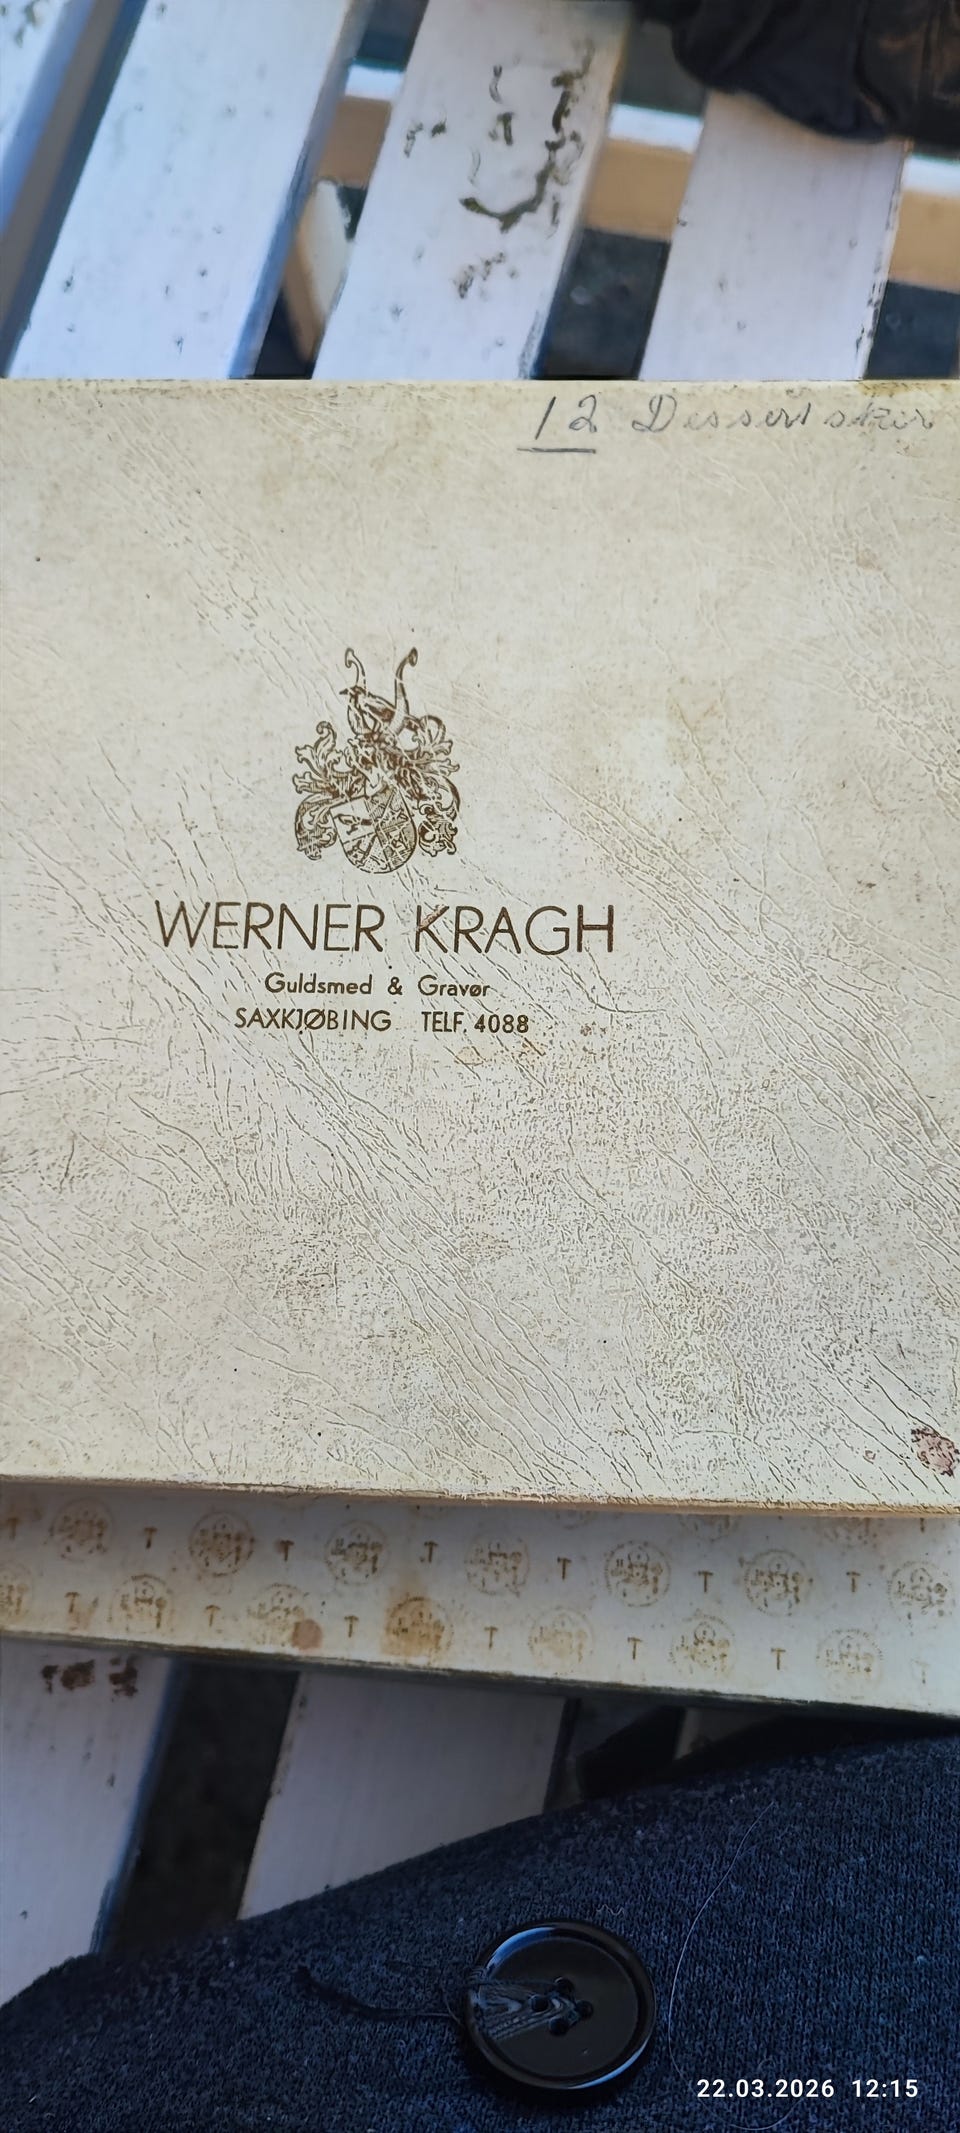 12 Dessertskeer
WERNER KRAGH
Guldsmed & Gravør
SAXKJØBING TELF. 4088
T T T T T T T
T T T T T T T
22.03.2026 12:15